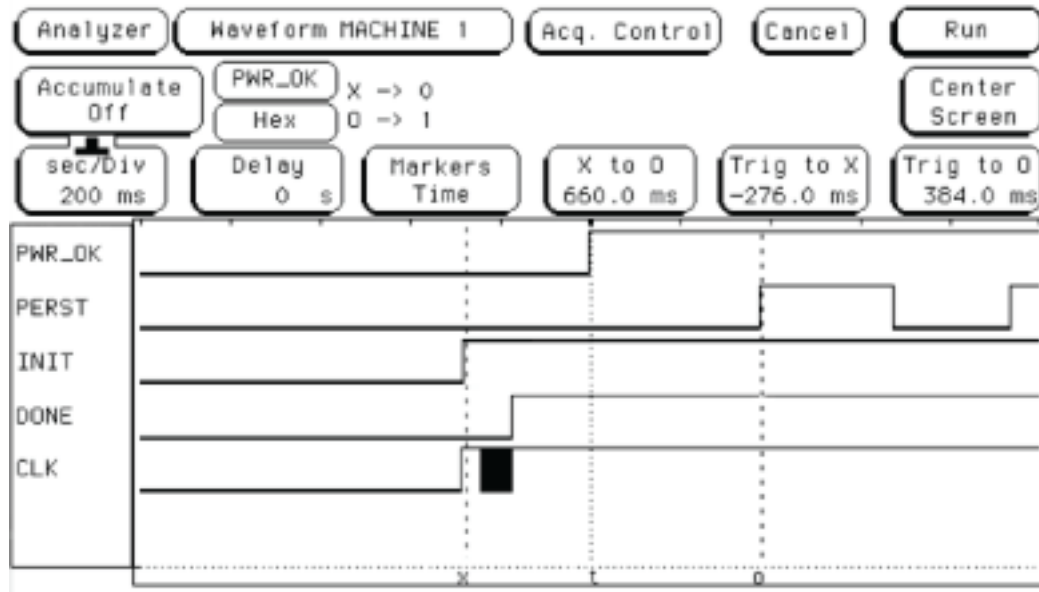 Analyzer Waveform MACHINE 1 Acq. Control Cancel Run
Accumulate Off
PWR_OK X -> 0
Hex O -> 1
Center Screen
sec/Div 200 ms
Delay 0 s
Markers Time
X to O 660.0 ms
Trig to X -276.0 ms
Trig to O 384.0 ms
PWR_OK
PERST
INIT
DONE
CLK
X t O